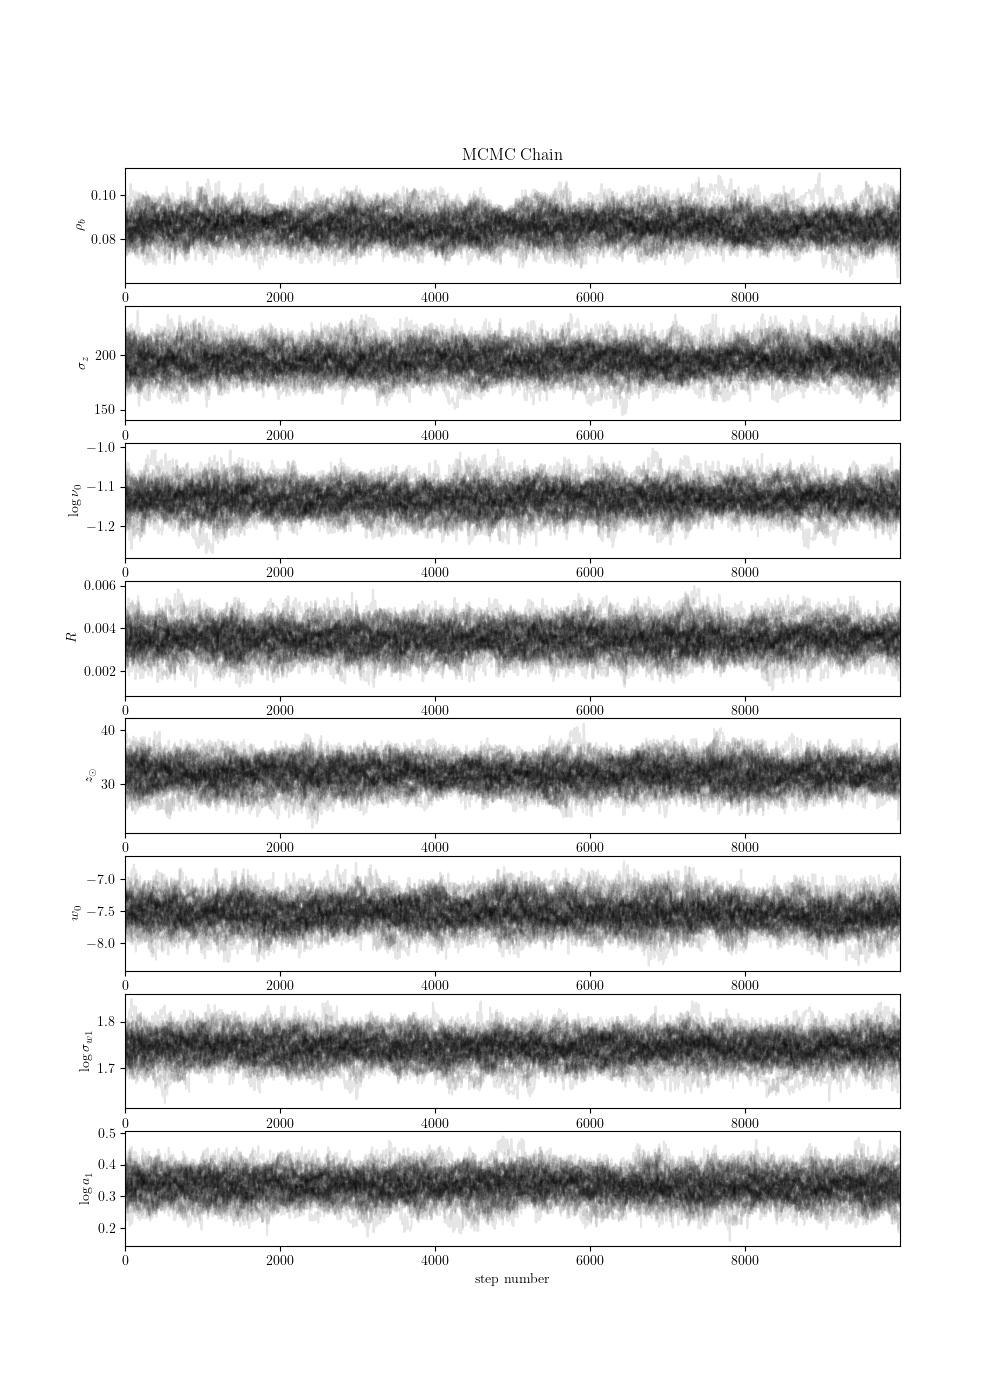 MCMC Chain
0.10
0.08
ρ_b
0 2000 4000 6000 8000
200
150
σ_z
0 2000 4000 6000 8000
−1.0
−1.1
−1.2
log ν_0
0 2000 4000 6000 8000
0.006
0.004
0.002
R
0 2000 4000 6000 8000
40
30
z_⊙
0 2000 4000 6000 8000
−7.0
−7.5
−8.0
w_0
0 2000 4000 6000 8000
1.8
1.7
log σ_{w1}
0 2000 4000 6000 8000
0.5
0.4
0.3
0.2
log a_1
0 2000 4000 6000 8000
step number